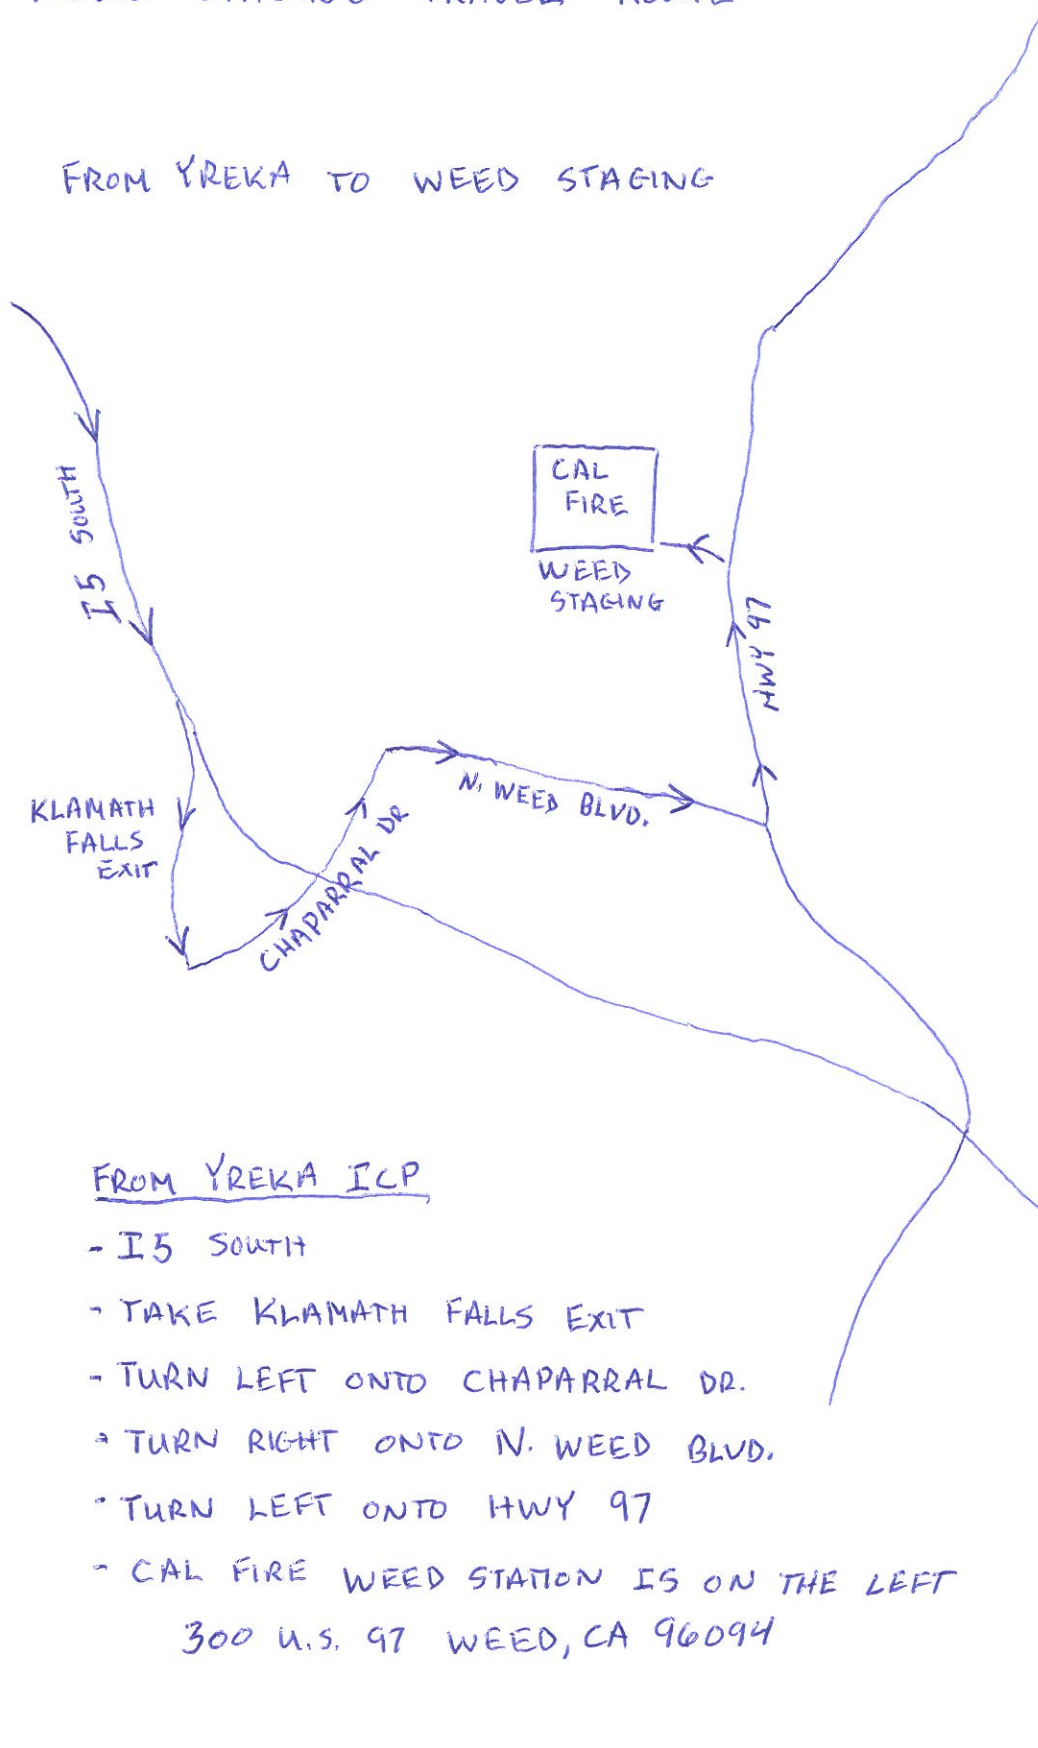 FROM YREKA TO WEED STAGING
I5 SOUTH
CAL
FIRE
WEED
STAGING
HWY 97
KLAMATH
FALLS
EXIT
CHAPARRAL DR
N. WEED BLVD.
FROM YREKA ICP
- I5 SOUTH
- TAKE KLAMATH FALLS EXIT
- TURN LEFT ONTO CHAPARRAL DR.
- TURN RIGHT ONTO N. WEED BLVD.
- TURN LEFT ONTO HWY 97
- CAL FIRE WEED STATION IS ON THE LEFT
300 U.S. 97 WEED, CA 96094